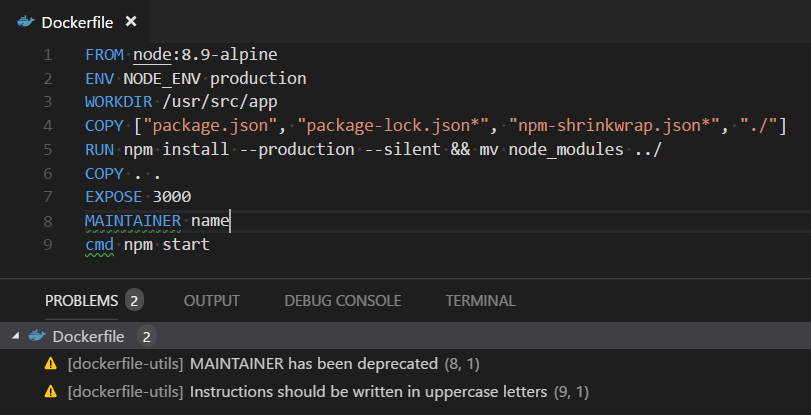 Dockerfile ×
1 FROM node:8.9-alpine
2 ENV NODE_ENV production
3 WORKDIR /usr/src/app
4 COPY ["package.json", "package-lock.json*", "npm-shrinkwrap.json*", "./"]
5 RUN npm install --production --silent && mv node_modules ../
6 COPY . .
7 EXPOSE 3000
8 MAINTAINER name
9 cmd npm start
PROBLEMS 2 OUTPUT DEBUG CONSOLE TERMINAL
Dockerfile 2
[dockerfile-utils] MAINTAINER has been deprecated (8, 1)
[dockerfile-utils] Instructions should be written in uppercase letters (9, 1)